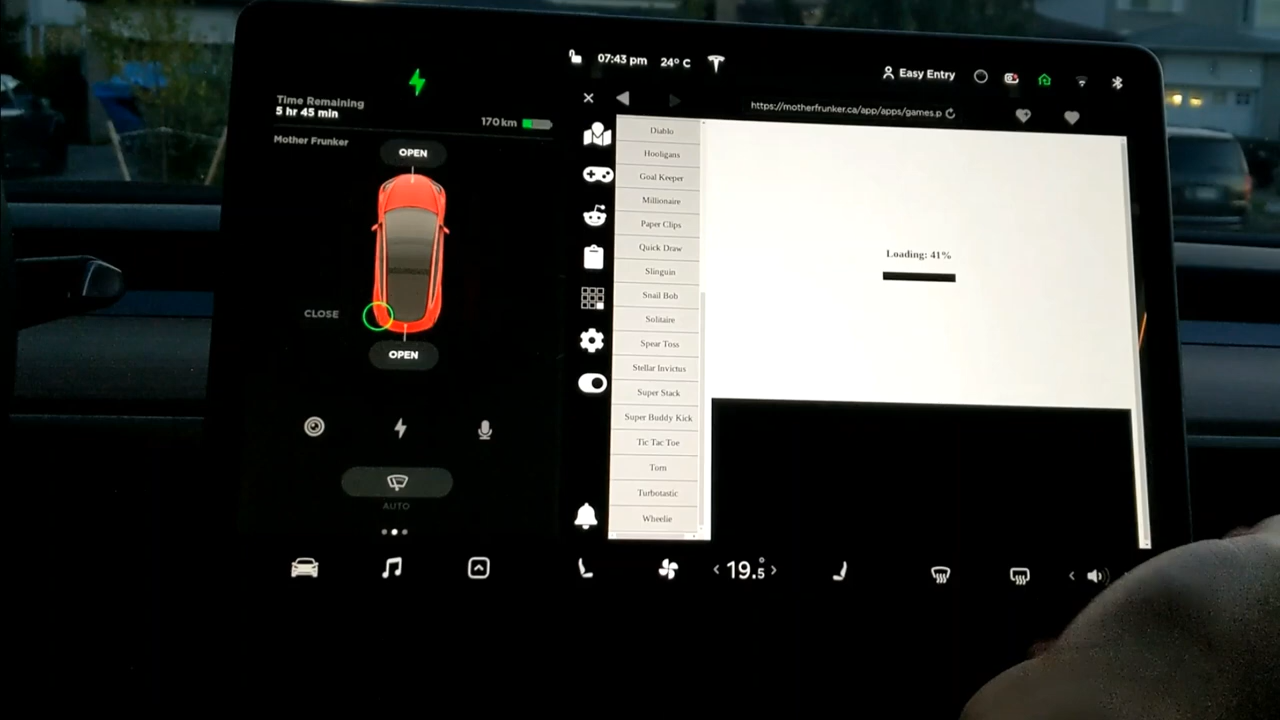 07:43 pm 24° C
Easy Entry
Time Remaining
5 hr 45 min
170 km
Mother Frunker
https://motherfrunker.ca/app/apps/games.p
OPEN
CLOSE
OPEN
AUTO
Diablo
Hooligans
Goal Keeper
Millionaire
Paper Clips
Quick Draw
Slinguin
Snail Bob
Solitaire
Spear Toss
Stellar Invictus
Super Stack
Super Buddy Kick
Tic Tac Toe
Torn
Turbotastic
Wheelie
Loading: 41%
< 19.5° >